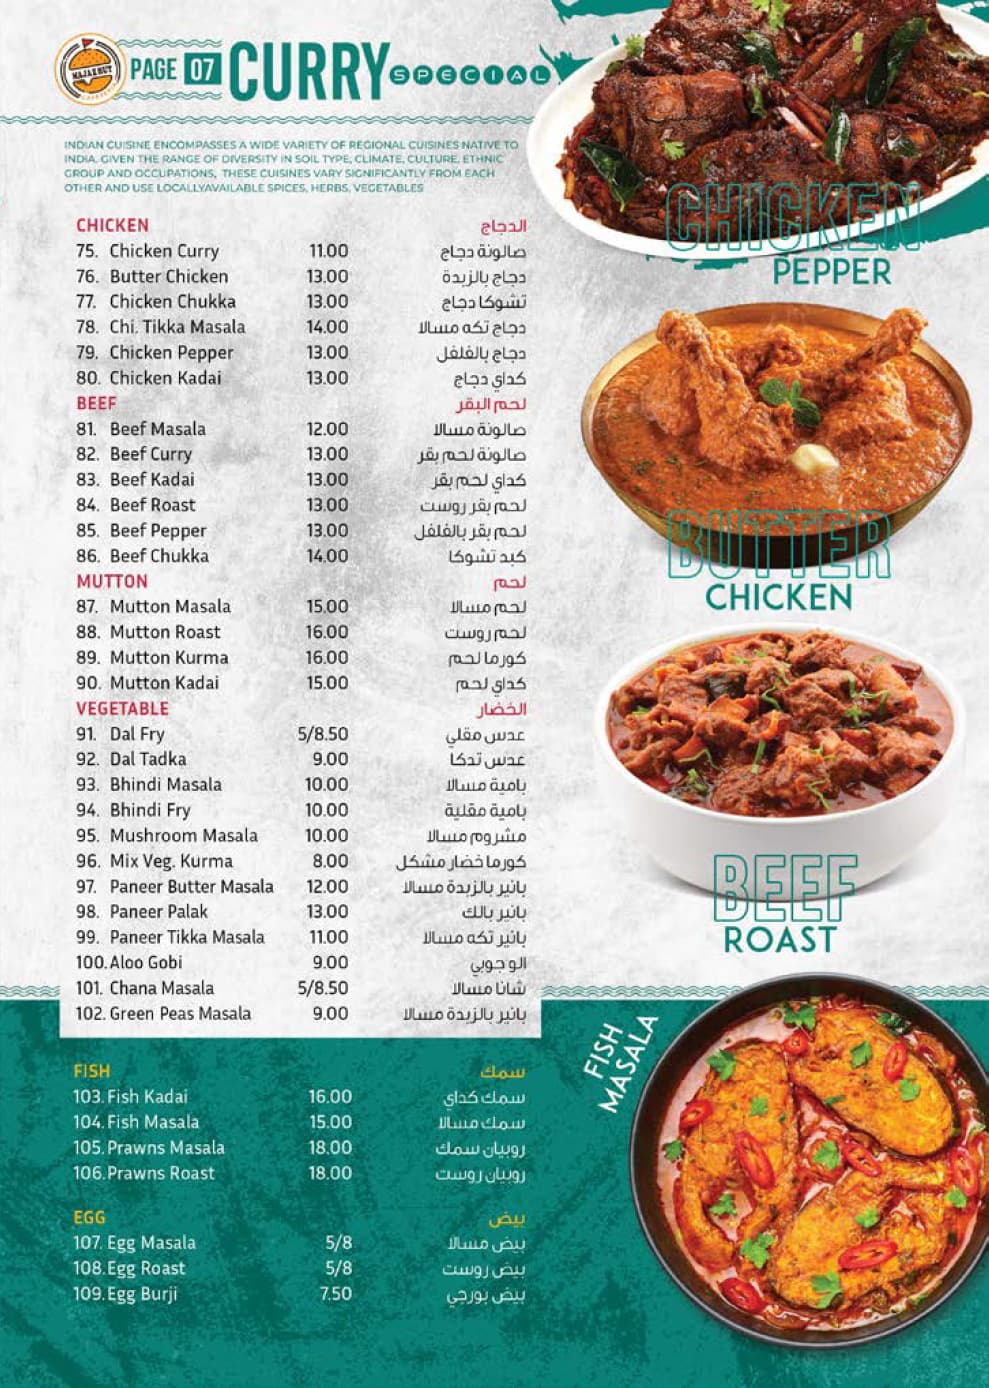 MAJAZ HUT
CAFETERIA
PAGE 07 CURRY SPECIAL
INDIAN CUISINE ENCOMPASSES A WIDE VARIETY OF REGIONAL CUISINES NATIVE TO
INDIA. GIVEN THE RANGE OF DIVERSITY IN SOIL TYPE, CLIMATE, CULTURE, ETHNIC
GROUP AND OCCUPATIONS, THESE CUISINES VARY SIGNIFICANTLY FROM EACH
OTHER AND USE LOCALLYAVAILABLE SPICES, HERBS, VEGETABLES
CHICKEN الدجاج
75. Chicken Curry 11.00 صالونة دجاج
76. Butter Chicken 13.00 دجاج بالزبدة
77. Chicken Chukka 13.00 تشوكا دجاج
78. Chi. Tikka Masala 14.00 دجاج تكه مسالا
79. Chicken Pepper 13.00 دجاج بالفلفل
80. Chicken Kadai 13.00 كداي دجاج
BEEF لحم البقر
81. Beef Masala 12.00 صالونة مسالا
82. Beef Curry 13.00 صالونة لحم بقر
83. Beef Kadai 13.00 كداي لحم بقر
84. Beef Roast 13.00 لحم بقر روست
85. Beef Pepper 13.00 لحم بقر بالفلفل
86. Beef Chukka 14.00 كبد تشوكا
MUTTON لحم
87. Mutton Masala 15.00 لحم مسالا
88. Mutton Roast 16.00 لحم روست
89. Mutton Kurma 16.00 كورما لحم
90. Mutton Kadai 15.00 كداي لحم
VEGETABLE الخضار
91. Dal Fry 5/8.50 عدس مقلي
92. Dal Tadka 9.00 عدس تدكا
93. Bhindi Masala 10.00 بامية مسالا
94. Bhindi Fry 10.00 بامية مقلية
95. Mushroom Masala 10.00 مشروم مسالا
96. Mix Veg. Kurma 8.00 كورما خضار مشكل
97. Paneer Butter Masala 12.00 بانير بالزبدة مسالا
98. Paneer Palak 13.00 بانير بالك
99. Paneer Tikka Masala 11.00 بانير تكه مسالا
100. Aloo Gobi 9.00 الو جوبي
101. Chana Masala 5/8.50 شانا مسالا
102. Green Peas Masala 9.00 بانير بالزبدة مسالا
FISH سمك
103. Fish Kadai 16.00 سمك كداي
104. Fish Masala 15.00 سمك مسالا
105. Prawns Masala 18.00 روبيان سمك
106. Prawns Roast 18.00 روبيان روست
EGG بيض
107. Egg Masala 5/8 بيض مسالا
108. Egg Roast 5/8 بيض روست
109. Egg Burji 7.50 بيض بورجي
CHICKEN
PEPPER
BUTTER
CHICKEN
BEEF
ROAST
FISH
MASALA